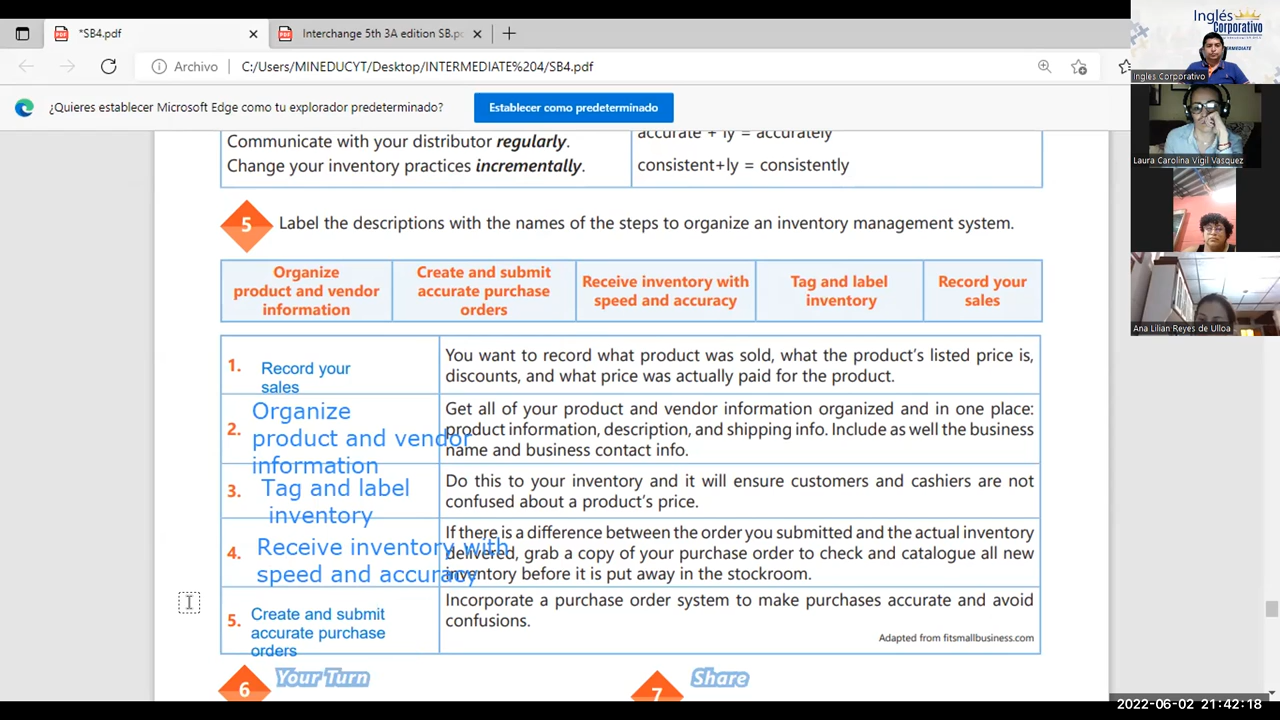 *SB4.pdf
Interchange 5th 3A edition SB.p
Archivo
C:/Users/MINEDUCYT/Desktop/INTERMEDIATE%204/SB4.pdf
¿Quieres establecer Microsoft Edge como tu explorador predeterminado?
Establecer como predeterminado
Communicate with your distributor regularly.
Change your inventory practices incrementally.
accurate + ly = accurately
consistent+ly = consistently
5 Label the descriptions with the names of the steps to organize an inventory management system.
Organize
product and vendor
information
Create and submit
accurate purchase
orders
Receive inventory with
speed and accuracy
Tag and label
inventory
Record your
sales
1. Record your
sales
You want to record what product was sold, what the product's listed price is,
discounts, and what price was actually paid for the product.
2. Organize
product and vendor
information
Get all of your product and vendor information organized and in one place:
product information, description, and shipping info. Include as well the business
name and business contact info.
3. Tag and label
inventory
Do this to your inventory and it will ensure customers and cashiers are not
confused about a product's price.
4. Receive inventory with
speed and accuracy
If there is a difference between the order you submitted and the actual inventory
delivered, grab a copy of your purchase order to check and catalogue all new
inventory before it is put away in the stockroom.
5. Create and submit
accurate purchase
orders
Incorporate a purchase order system to make purchases accurate and avoid
confusions.
Adapted from fitsmallbusiness.com
6 Your Turn
7 Share
Inglés
Corporativo
Ingles Corporativo
Laura Carolina Vigil Vasquez
Ana Lilian Reyes de Ulloa
2022-06-02 21:42:18